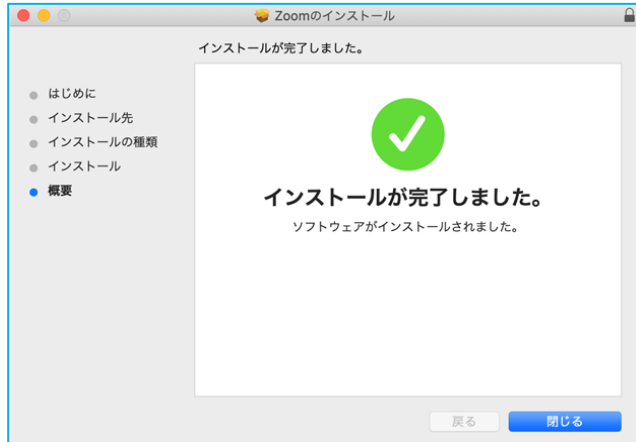 Zoomのインストール
インストールが完了しました。
はじめに
インストール先
インストールの種類
インストール
概要
インストールが完了しました。
ソフトウェアがインストールされました。
戻る
閉じる